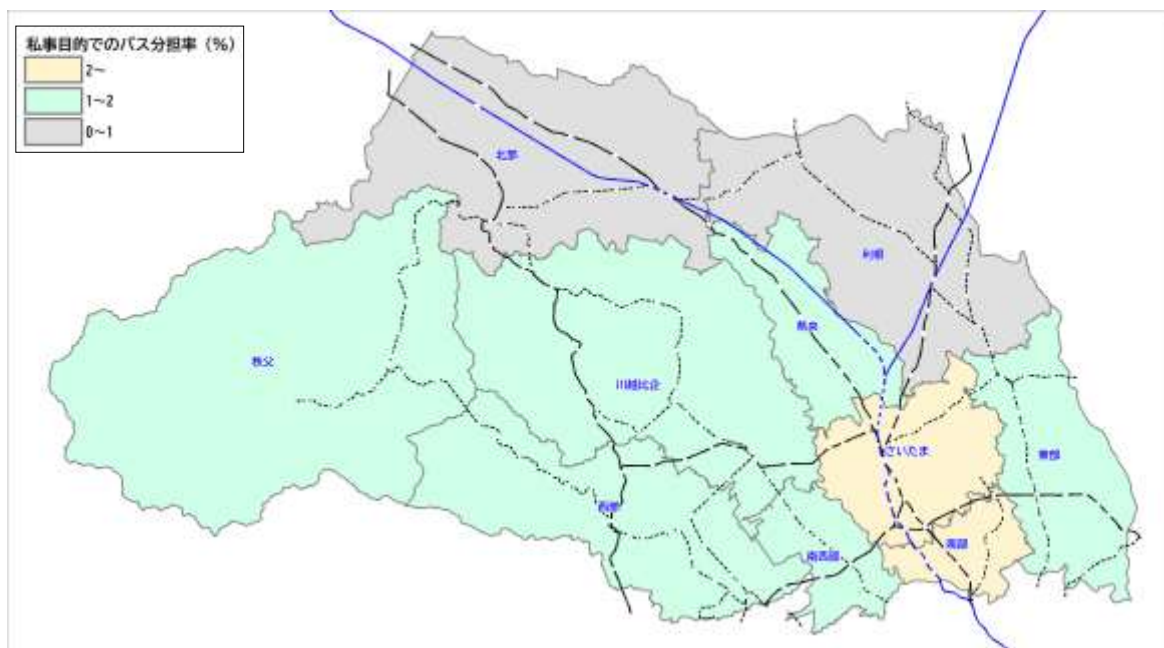 私事目的でのバス分担率（%）
2～
1～2
0～1
北部
利根
県央
秩父
川越比企
さいたま
東部
西部
南部
南西部